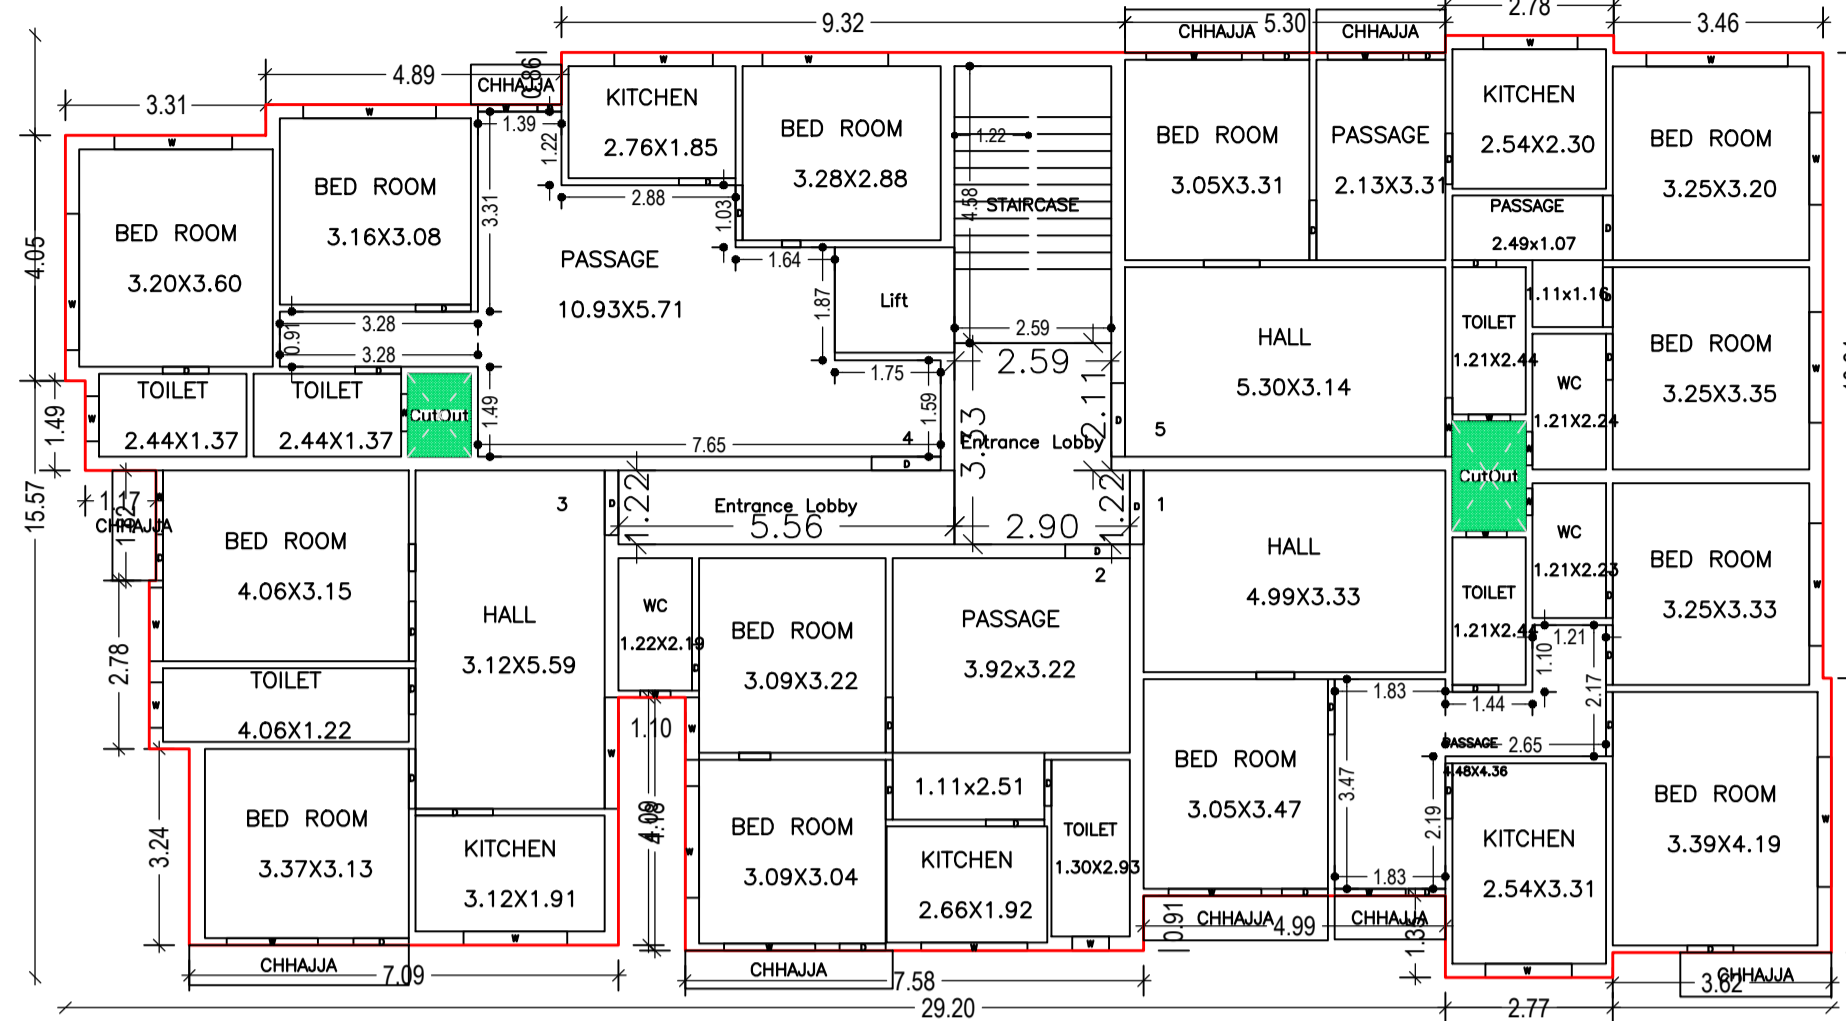 2.78
9.32
5.30
3.46
CHHAJJA
CHHAJJA
4.89
0.86
CHHAJJA
3.31
KITCHEN
2.76X1.85
BED ROOM
3.28X2.88
1.39
1.22
1.22
BED ROOM
3.05X3.31
PASSAGE
2.13X3.31
KITCHEN
2.54X2.30
BED ROOM
3.25X3.20
BED ROOM
3.16X3.08
BED ROOM
3.20X3.60
4.05
3.31
2.88
1.03
4.58
STAIRCASE
PASSAGE
2.49x1.07
PASSAGE
10.93X5.71
1.64
1.87
Lift
1.11x1.16
0.91
3.28
3.28
2.59
2.59
HALL
5.30X3.14
TOILET
1.21X2.44
BED ROOM
3.25X3.35
WC
1.21X2.24
TOILET
2.44X1.37
TOILET
2.44X1.37
CutOut
1.49
1.49
1.75
1.59
7.65
4
3.33
2.11
Entrance Lobby
5
CutOut
15.57
1.17
CHHAJJA
BED ROOM
4.06X3.15
3
1.22
Entrance Lobby
5.56
2.90
1.22
1
HALL
4.99X3.33
WC
1.21X2.23
BED ROOM
3.25X3.33
2
TOILET
1.21X2.44
2.78
HALL
3.12X5.59
WC
1.22X2.19
BED ROOM
3.09X3.22
PASSAGE
3.92x3.22
1.21
1.10
2.17
TOILET
4.06X1.22
1.10
1.83
1.44
PASSAGE
2.65
4.48X4.36
BED ROOM
3.05X3.47
3.47
2.19
1.83
BED ROOM
3.39X4.19
3.24
BED ROOM
3.37X3.13
KITCHEN
3.12X1.91
4.09
4.18
BED ROOM
3.09X3.04
1.11x2.51
KITCHEN
2.66X1.92
TOILET
1.30X2.93
KITCHEN
2.54X3.31
0.91
CHHAJJA
4.99
CHHAJJA
CHHAJJA
7.09
CHHAJJA
7.58
CHHAJJA
3.62
29.20
2.77